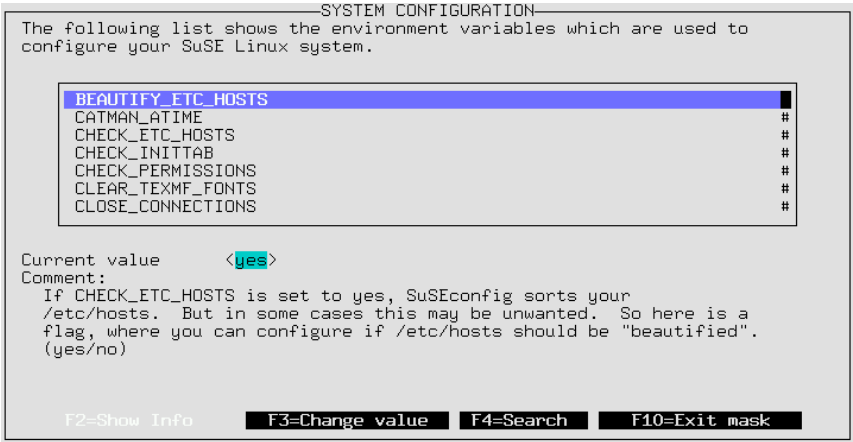 SYSTEM CONFIGURATION
The following list shows the environment variables which are used to
configure your SuSE Linux system.
BEAUTIFY_ETC_HOSTS
CATMAN_ATIME #
CHECK_ETC_HOSTS #
CHECK_INITTAB #
CHECK_PERMISSIONS #
CLEAR_TEXMF_FONTS #
CLOSE_CONNECTIONS #
Current value <yes>
Comment:
If CHECK_ETC_HOSTS is set to yes, SuSEconfig sorts your
/etc/hosts. But in some cases this may be unwanted. So here is a
flag, where you can configure if /etc/hosts should be "beautified".
(yes/no)
F2=Show Info F3=Change value F4=Search F10=Exit mask